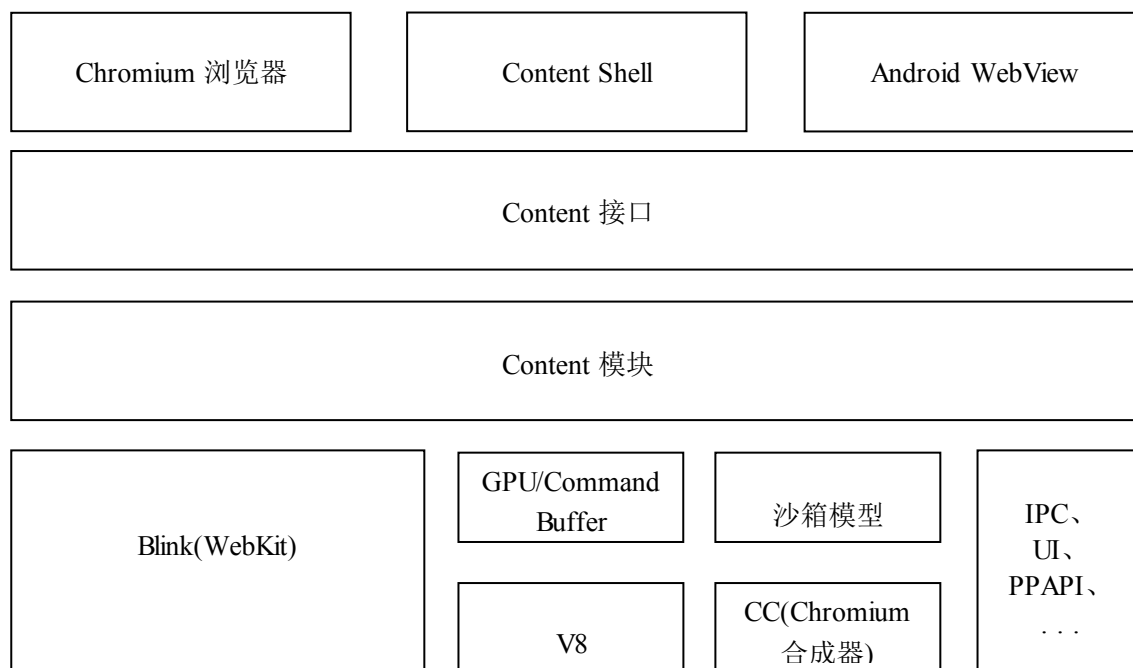 Chromium 浏览器
Content Shell
Android WebView
Content 接口
Content 模块
Blink(WebKit)
GPU/Command
Buffer
沙箱模型
IPC、
UI、
PPAPI、
. . .
V8
CC(Chromium
合成器)